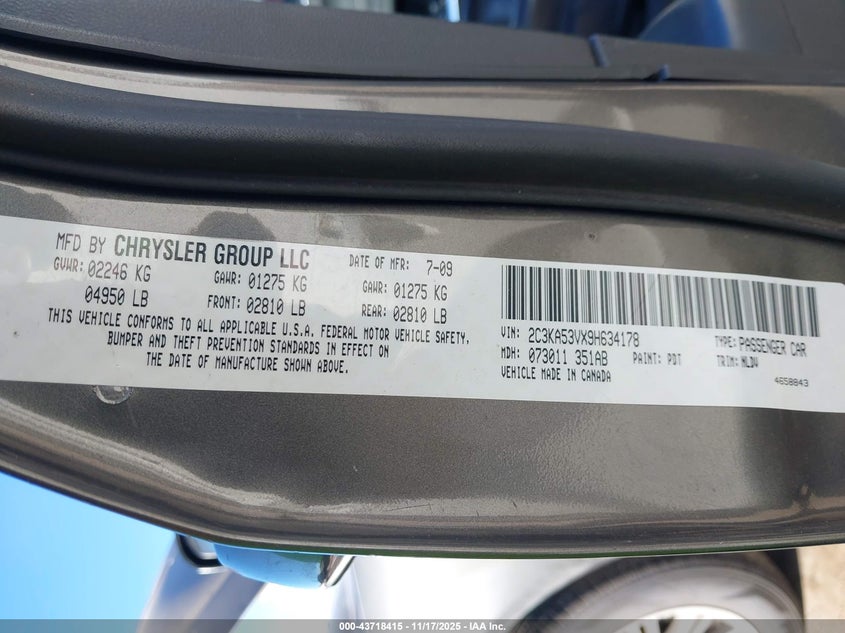 MFD BY CHRYSLER GROUP LLC DATE OF MFR: 7-09
GVWR: 02246 KG GAWR: 01275 KG GAWR: 01275 KG
04950 LB FRONT: 02810 LB REAR: 02810 LB
THIS VEHICLE CONFORMS TO ALL APPLICABLE U.S.A. FEDERAL MOTOR VEHICLE SAFETY,
BUMPER AND THEFT PREVENTION STANDARDS IN EFFECT ON
THE DATE OF MANUFACTURE SHOWN ABOVE.
VIN: 2C3KA53VX9H634178 TYPE: PASSENGER CAR
MDH: 073011 351AB PAINT: PDT TRIM: NLDV
VEHICLE MADE IN CANADA 4658843
000-43718415 — 11/17/2025 — IAA Inc.